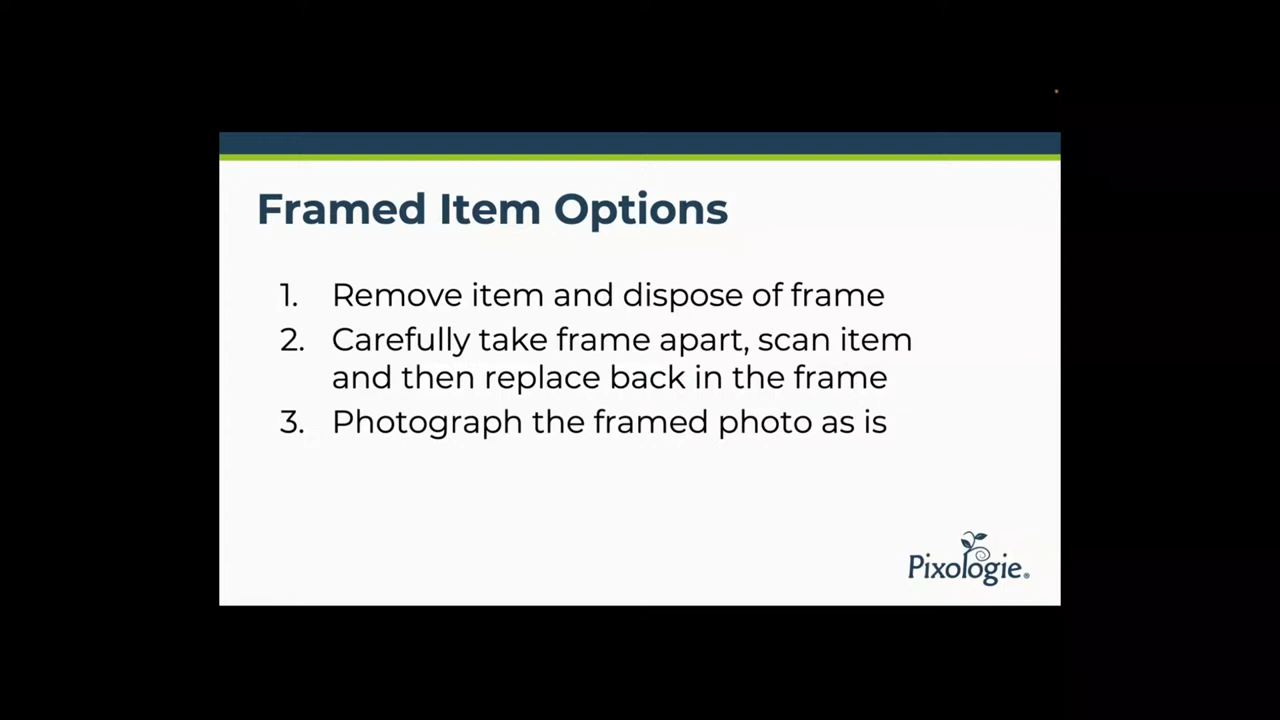 Framed Item Options
1. Remove item and dispose of frame
2. Carefully take frame apart, scan item
and then replace back in the frame
3. Photograph the framed photo as is
Pixologie®